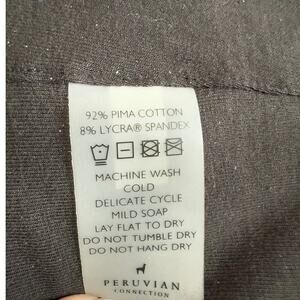 92% PIMA COTTON
8% LYCRA® SPANDEX
MACHINE WASH
COLD
DELICATE CYCLE
MILD SOAP
LAY FLAT TO DRY
DO NOT TUMBLE DRY
DO NOT HANG DRY
PERUVIAN
CONNECTION